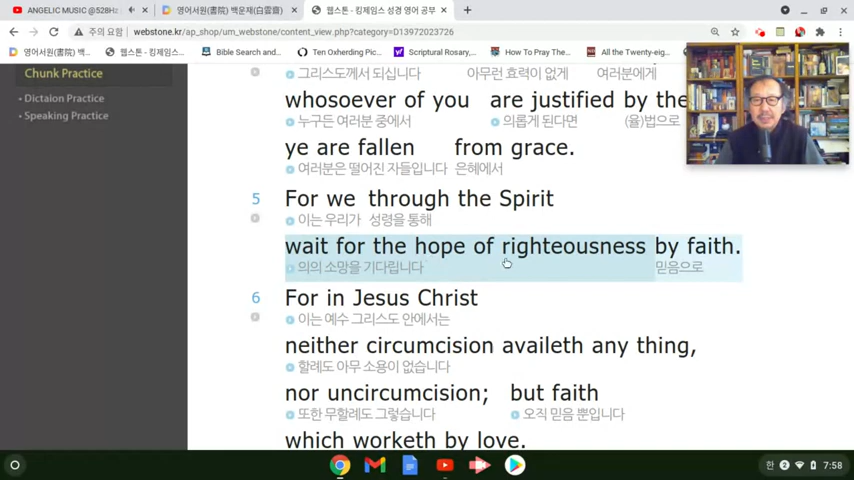 ANGELIC MUSIC @528Hz
영어서원(書院) 백운재(白雲齋)
웹스톤 - 킹제임스 성경 영어 공부
주의 요함
webstone.kr/ap_shop/um_webstone/content_view.php?category=D13972023726
영어서원(書院) 백...
웹스톤 - 킹제임스...
Bible Search and...
Ten Oxherding Pic...
Scriptural Rosary,...
How To Pray The...
All the Twenty-eig...
Chunk Practice
Dictaion Practice
Speaking Practice
그리스도께서 되십니다 아무런 효력이 없게 여러분에게
whosoever of you are justified by the
누구든 여러분 중에서 의롭게 된다면 (율)법으로
ye are fallen from grace.
여러분은 떨어진 자들입니다 은혜에서
5 For we through the Spirit
이는 우리가 성령을 통해
wait for the hope of righteousness by faith.
의의 소망을 기다립니다 믿음으로
6 For in Jesus Christ
이는 예수 그리스도 안에서는
neither circumcision availeth any thing,
할례도 아무 소용이 없습니다
nor uncircumcision; but faith
또한 무할례도 그렇습니다 오직 믿음 뿐입니다
which worketh by love.
한 2 7:58